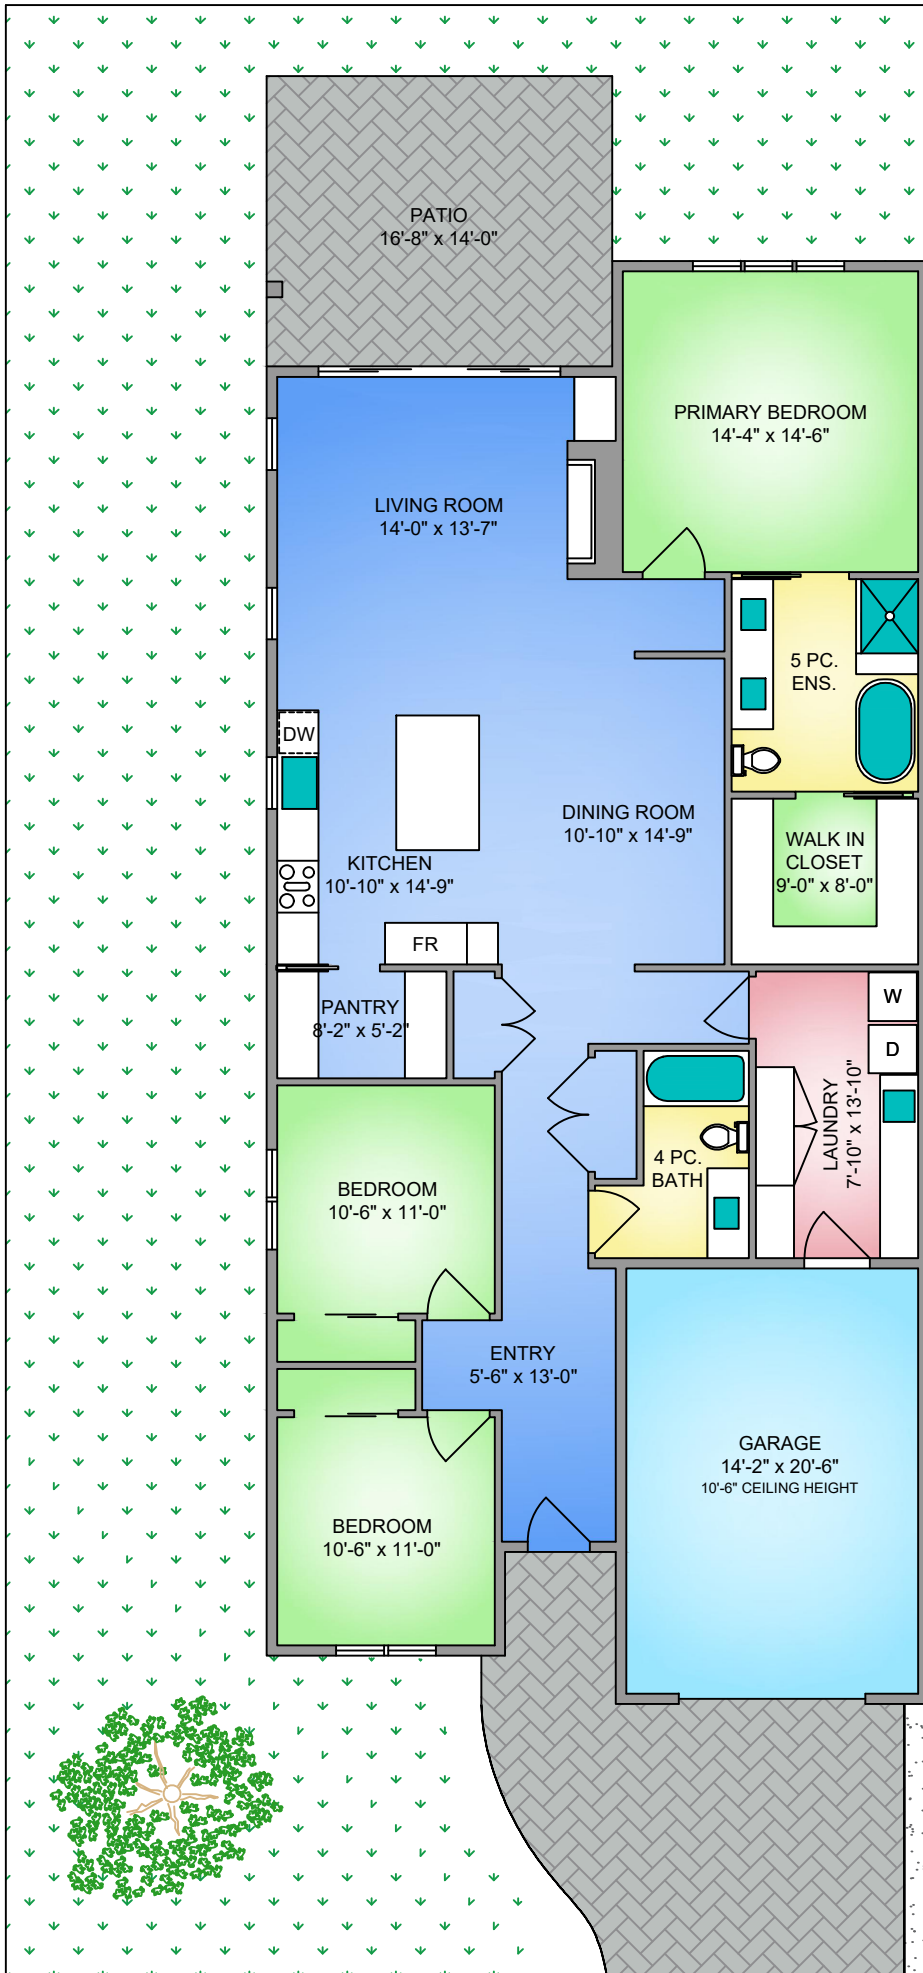 PATIO
16'-8" x 14'-0"
PRIMARY BEDROOM
14'-4" x 14'-6"
LIVING ROOM
14'-0" x 13'-7"
5 PC.
ENS.
DW
DINING ROOM
10'-10" x 14'-9"
KITCHEN
10'-10" x 14'-9"
WALK IN
CLOSET
9'-0" x 8'-0"
FR
PANTRY
8'-2" x 5'-2"
W
D
LAUNDRY
7'-10" x 13'-10"
4 PC.
BATH
BEDROOM
10'-6" x 11'-0"
ENTRY
5'-6" x 13'-0"
GARAGE
14'-2" x 20'-6"
10'-6" CEILING HEIGHT
BEDROOM
10'-6" x 11'-0"